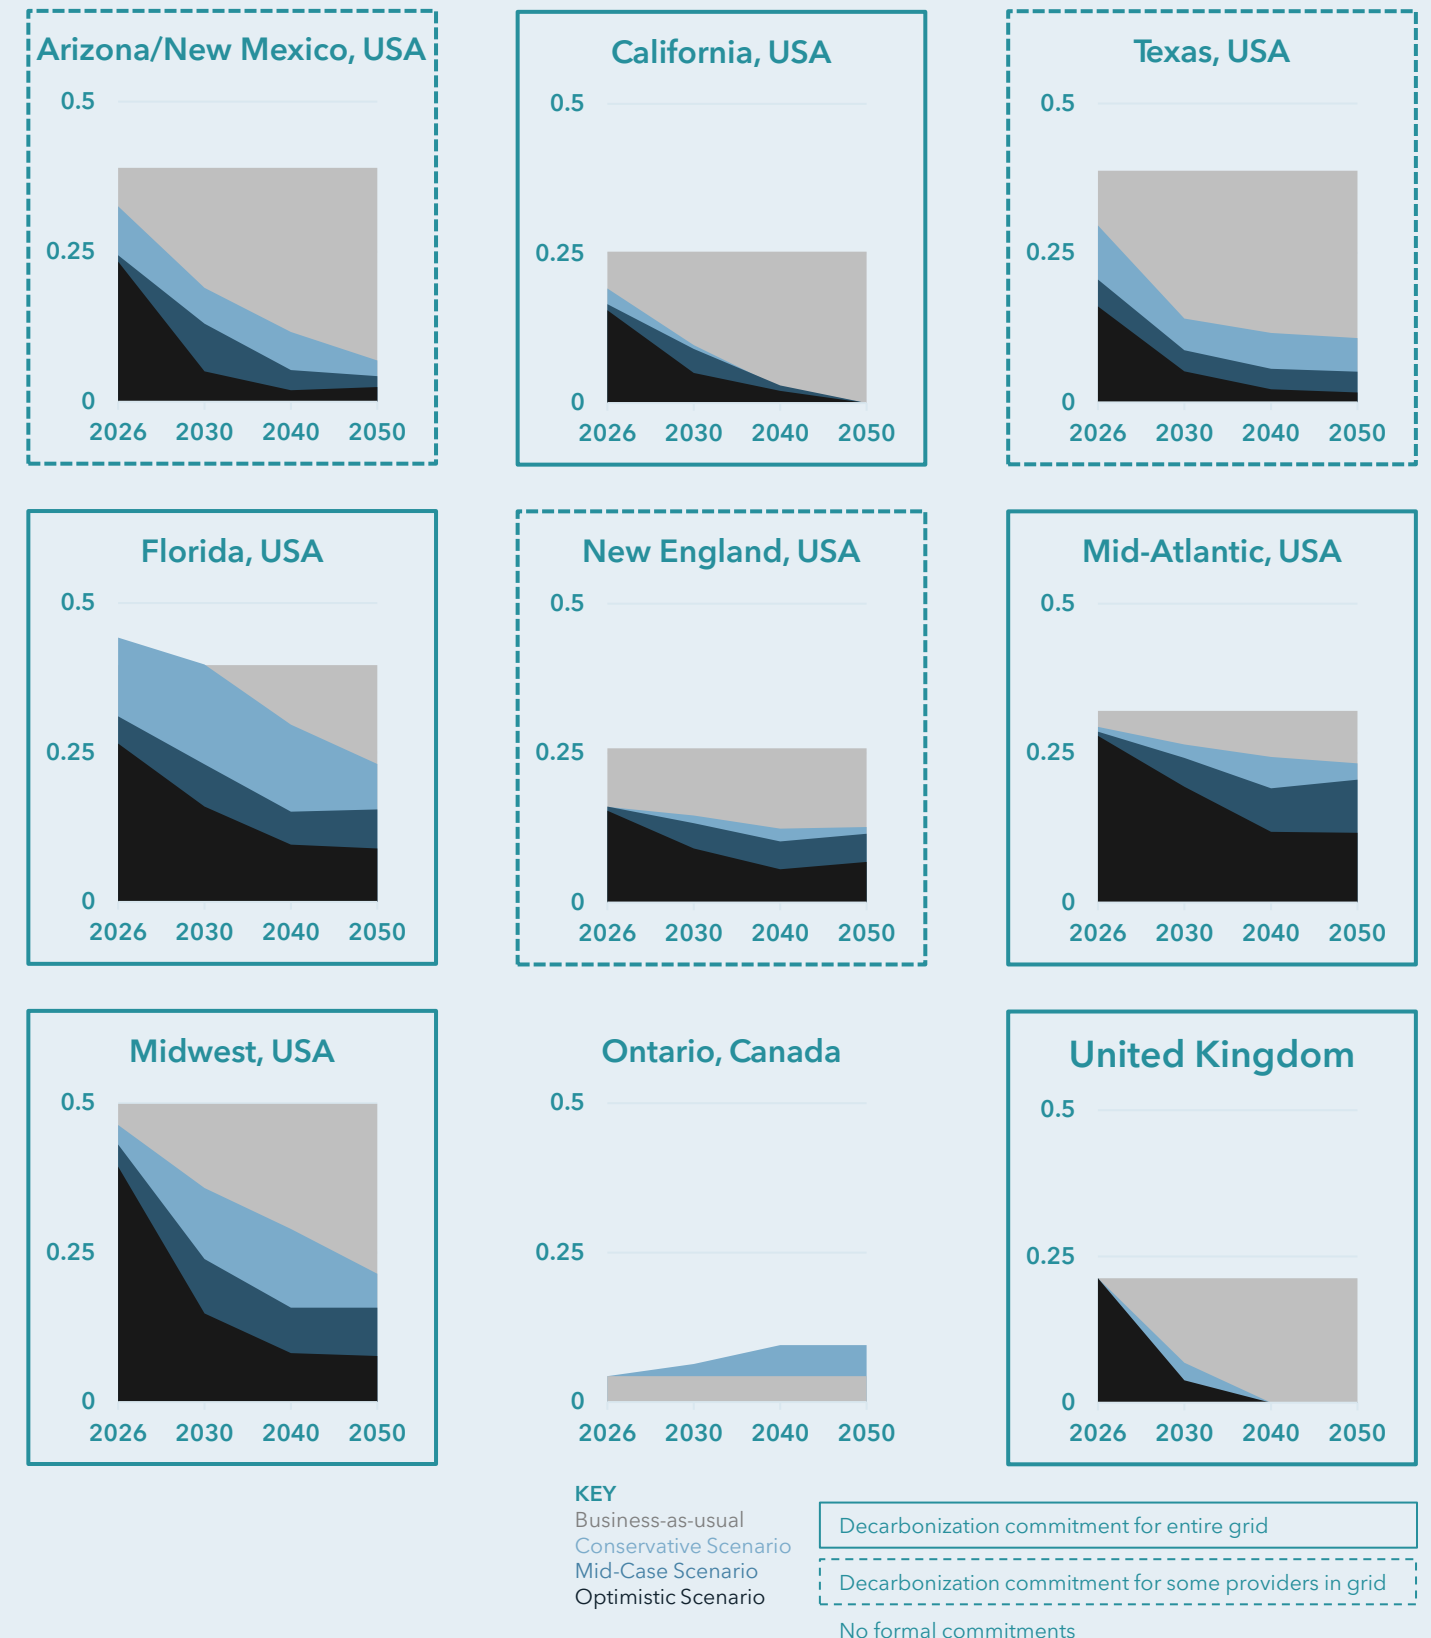 Arizona/New Mexico, USA
0.5
0.25
0
2026 2030 2040 2050
California, USA
0.5
0.25
0
2026 2030 2040 2050
Texas, USA
0.5
0.25
0
2026 2030 2040 2050
Florida, USA
0.5
0.25
0
2026 2030 2040 2050
New England, USA
0.5
0.25
0
2026 2030 2040 2050
Mid-Atlantic, USA
0.5
0.25
0
2026 2030 2040 2050
Midwest, USA
0.5
0.25
0
2026 2030 2040 2050
Ontario, Canada
0.5
0.25
0
2026 2030 2040 2050
United Kingdom
0.5
0.25
0
2026 2030 2040 2050
KEY
Business-as-usual
Conservative Scenario
Mid-Case Scenario
Optimistic Scenario
Decarbonization commitment for entire grid
Decarbonization commitment for some providers in grid
No formal commitments